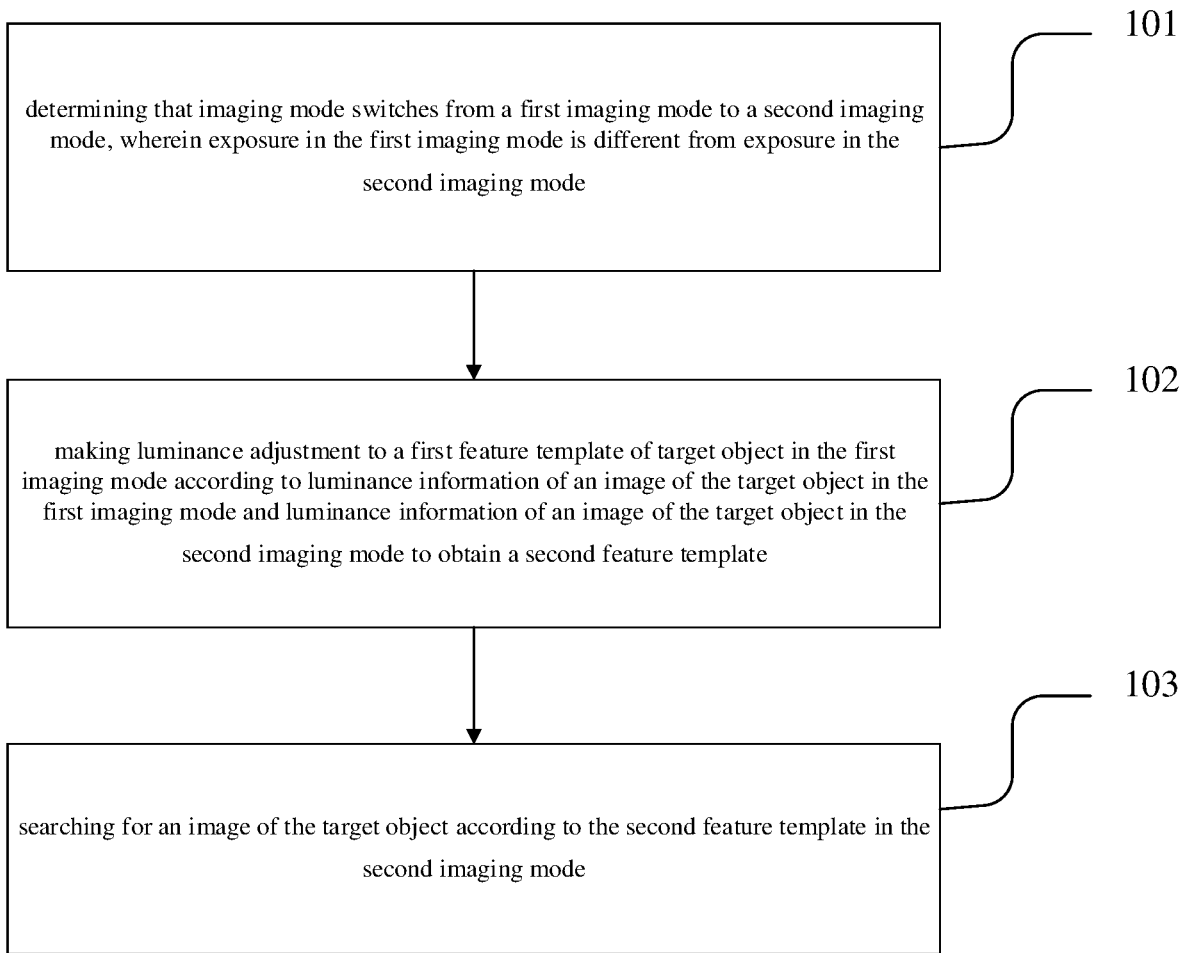 101
determining that imaging mode switches from a first imaging mode to a second imaging
mode, wherein exposure in the first imaging mode is different from exposure in the
second imaging mode
102
making luminance adjustment to a first feature template of target object in the first
imaging mode according to luminance information of an image of the target object in the
first imaging mode and luminance information of an image of the target object in the
second imaging mode to obtain a second feature template
103
searching for an image of the target object according to the second feature template in the
second imaging mode